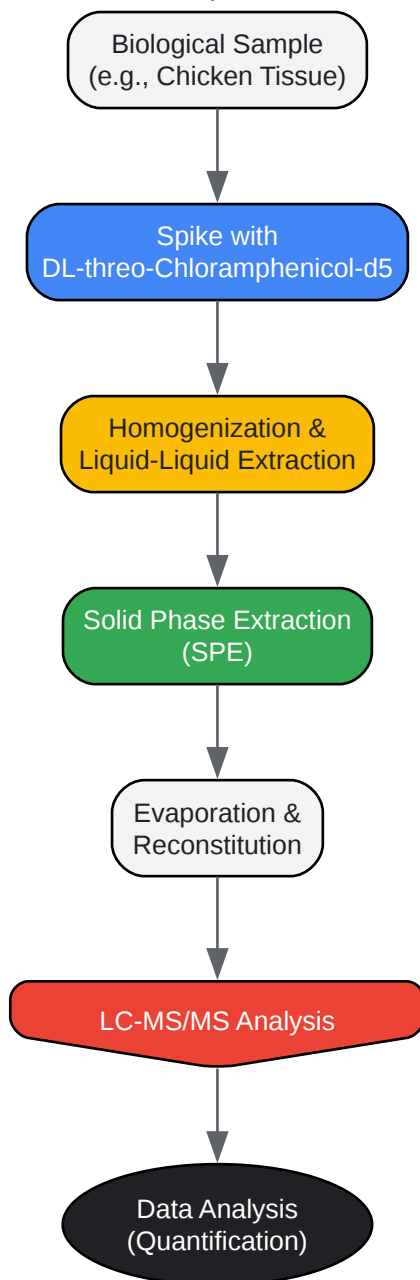 Biological Sample
(e.g., Chicken Tissue)
Spike with
DL-threo-Chloramphenicol-d5
Homogenization &
Liquid-Liquid Extraction
Solid Phase Extraction
(SPE)
Evaporation &
Reconstitution
LC-MS/MS Analysis
Data Analysis
(Quantification)